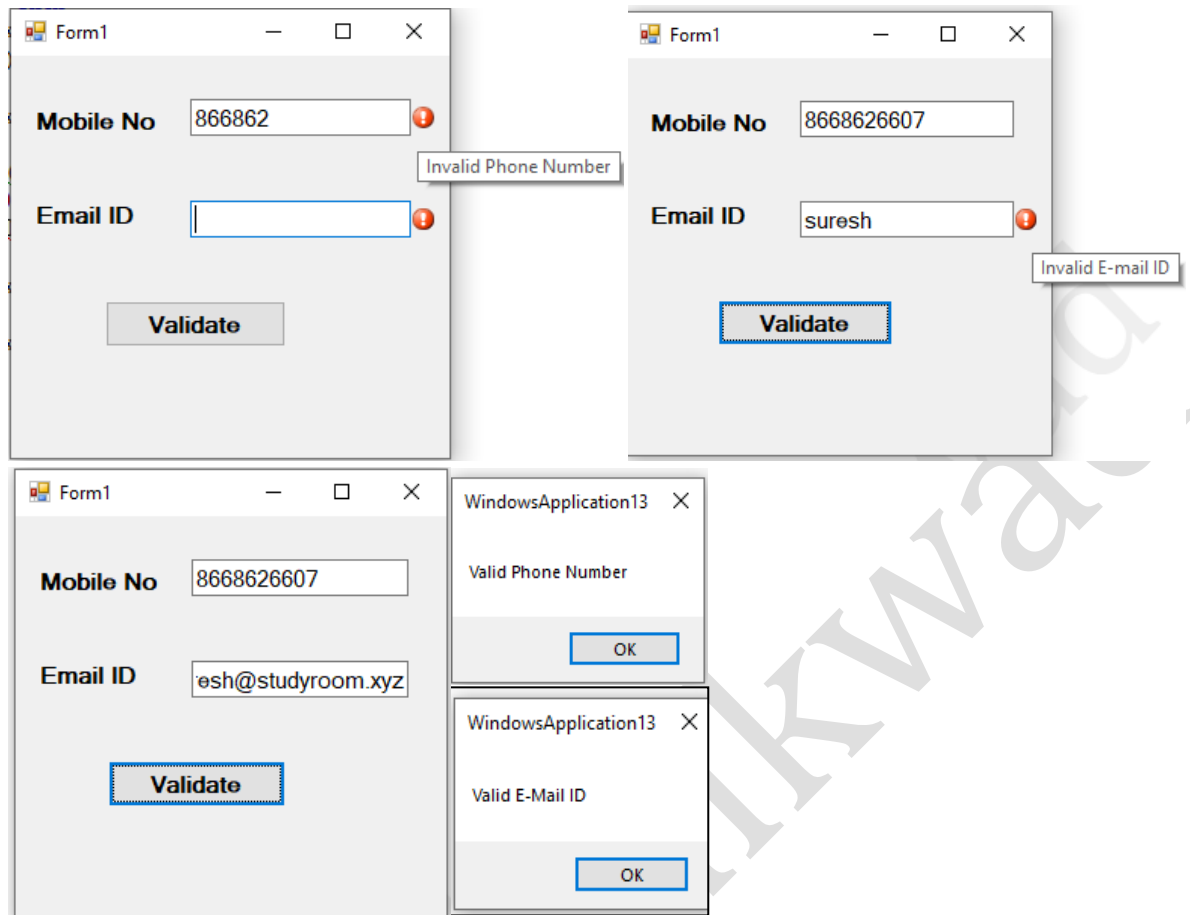 Form1
Mobile No 866862
Invalid Phone Number
Email ID
Validate
Form1
Mobile No 8668626607
Email ID suresh
Invalid E-mail ID
Validate
Form1
Mobile No 8668626607
Email ID esh@studyroom.xyz
Validate
WindowsApplication13
Valid Phone Number
OK
WindowsApplication13
Valid E-Mail ID
OK